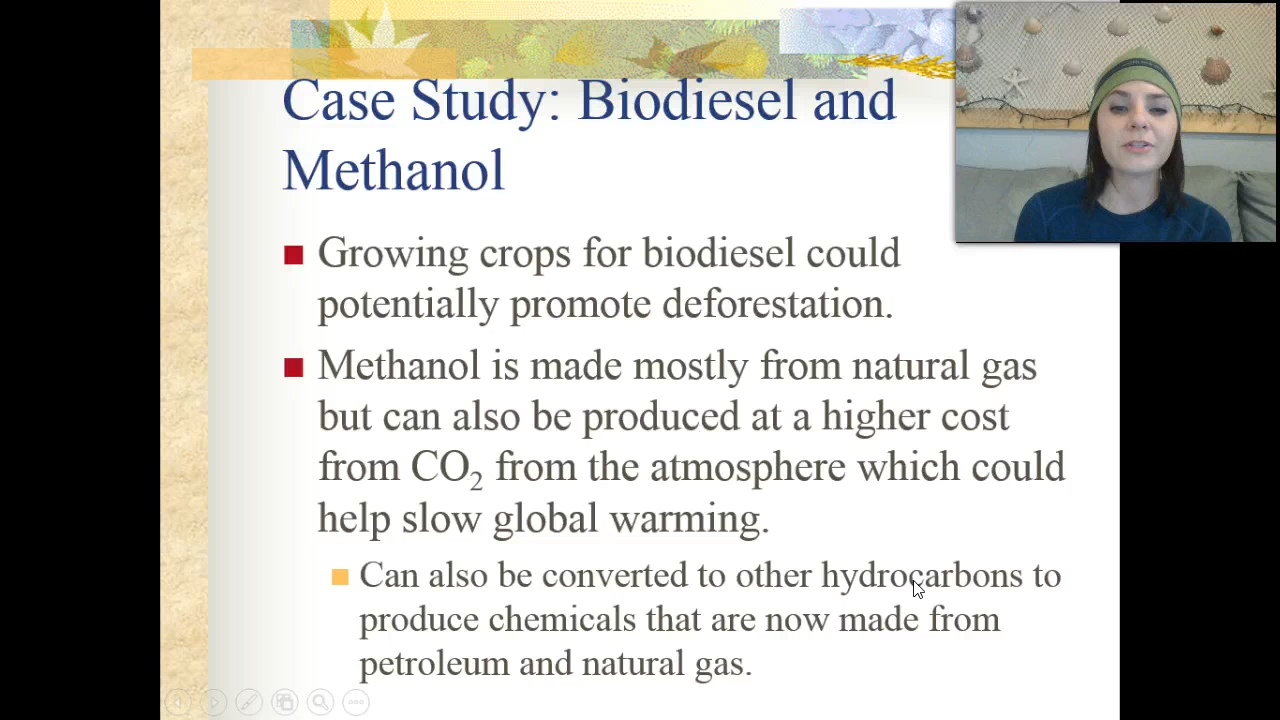 Case Study: Biodiesel and
Methanol
Growing crops for biodiesel could
potentially promote deforestation.
Methanol is made mostly from natural gas
but can also be produced at a higher cost
from CO₂ from the atmosphere which could
help slow global warming.
Can also be converted to other hydrocarbons to
produce chemicals that are now made from
petroleum and natural gas.